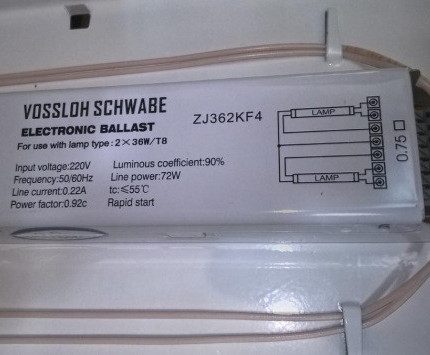 VOSSLOH SCHWABE
ELECTRONIC BALLAST
For use with lamp type: 2×36W/T8
ZJ362KF4
Input voltage:220V
Frequency:50/60Hz
Line current:0.22A
Power factor:0.92c
Luminous coefficient:90%
Line power:72W
tc:≤55℃
Rapid start
LAMP
LAMP
0.75